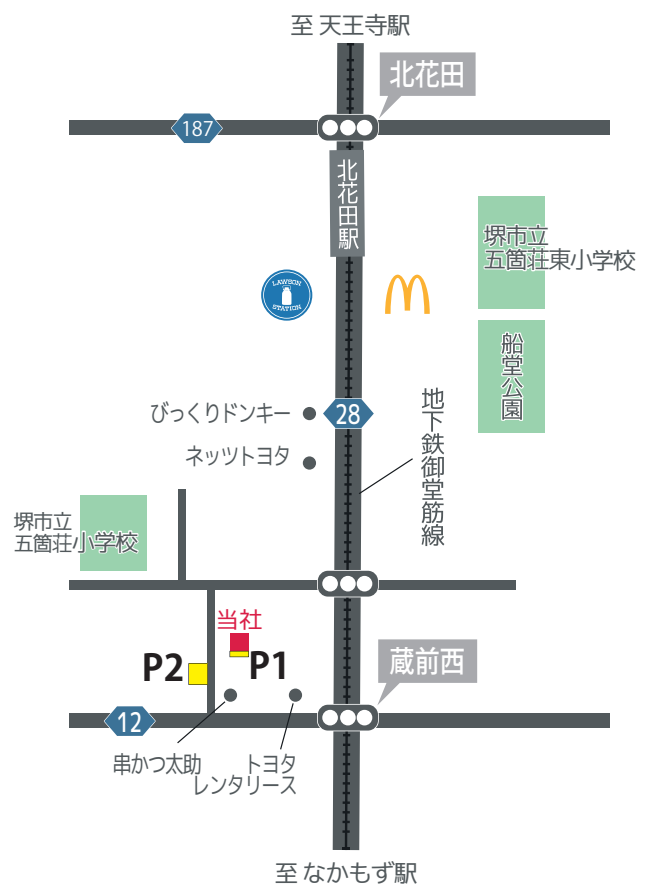 至 天王寺駅
北花田
187
北花田駅
堺市立
五箇荘東小学校
LAWSON
STATION
船堂公園
びっくりドンキー
28
地下鉄御堂筋線
ネッツトヨタ
堺市立
五箇荘小学校
当社
P1
P2
蔵前西
12
串かつ太助
トヨタ
レンタリース
至 なかもず駅